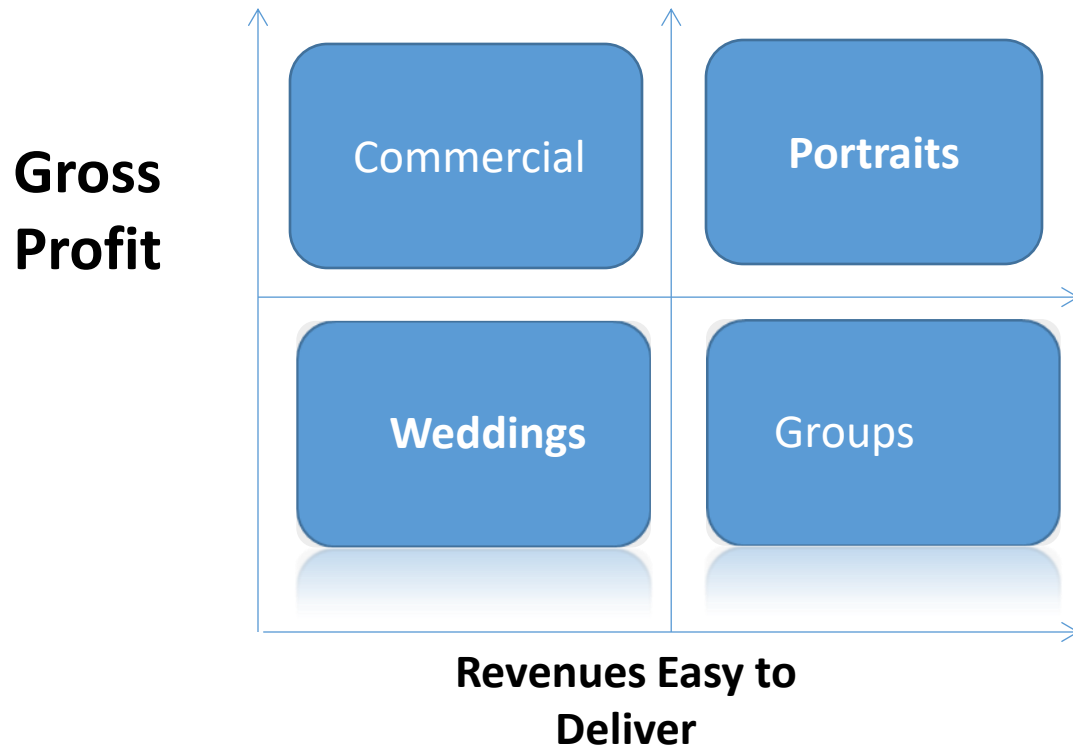 Gross
Profit
Commercial
Portraits
Weddings
Groups
Revenues Easy to
Deliver